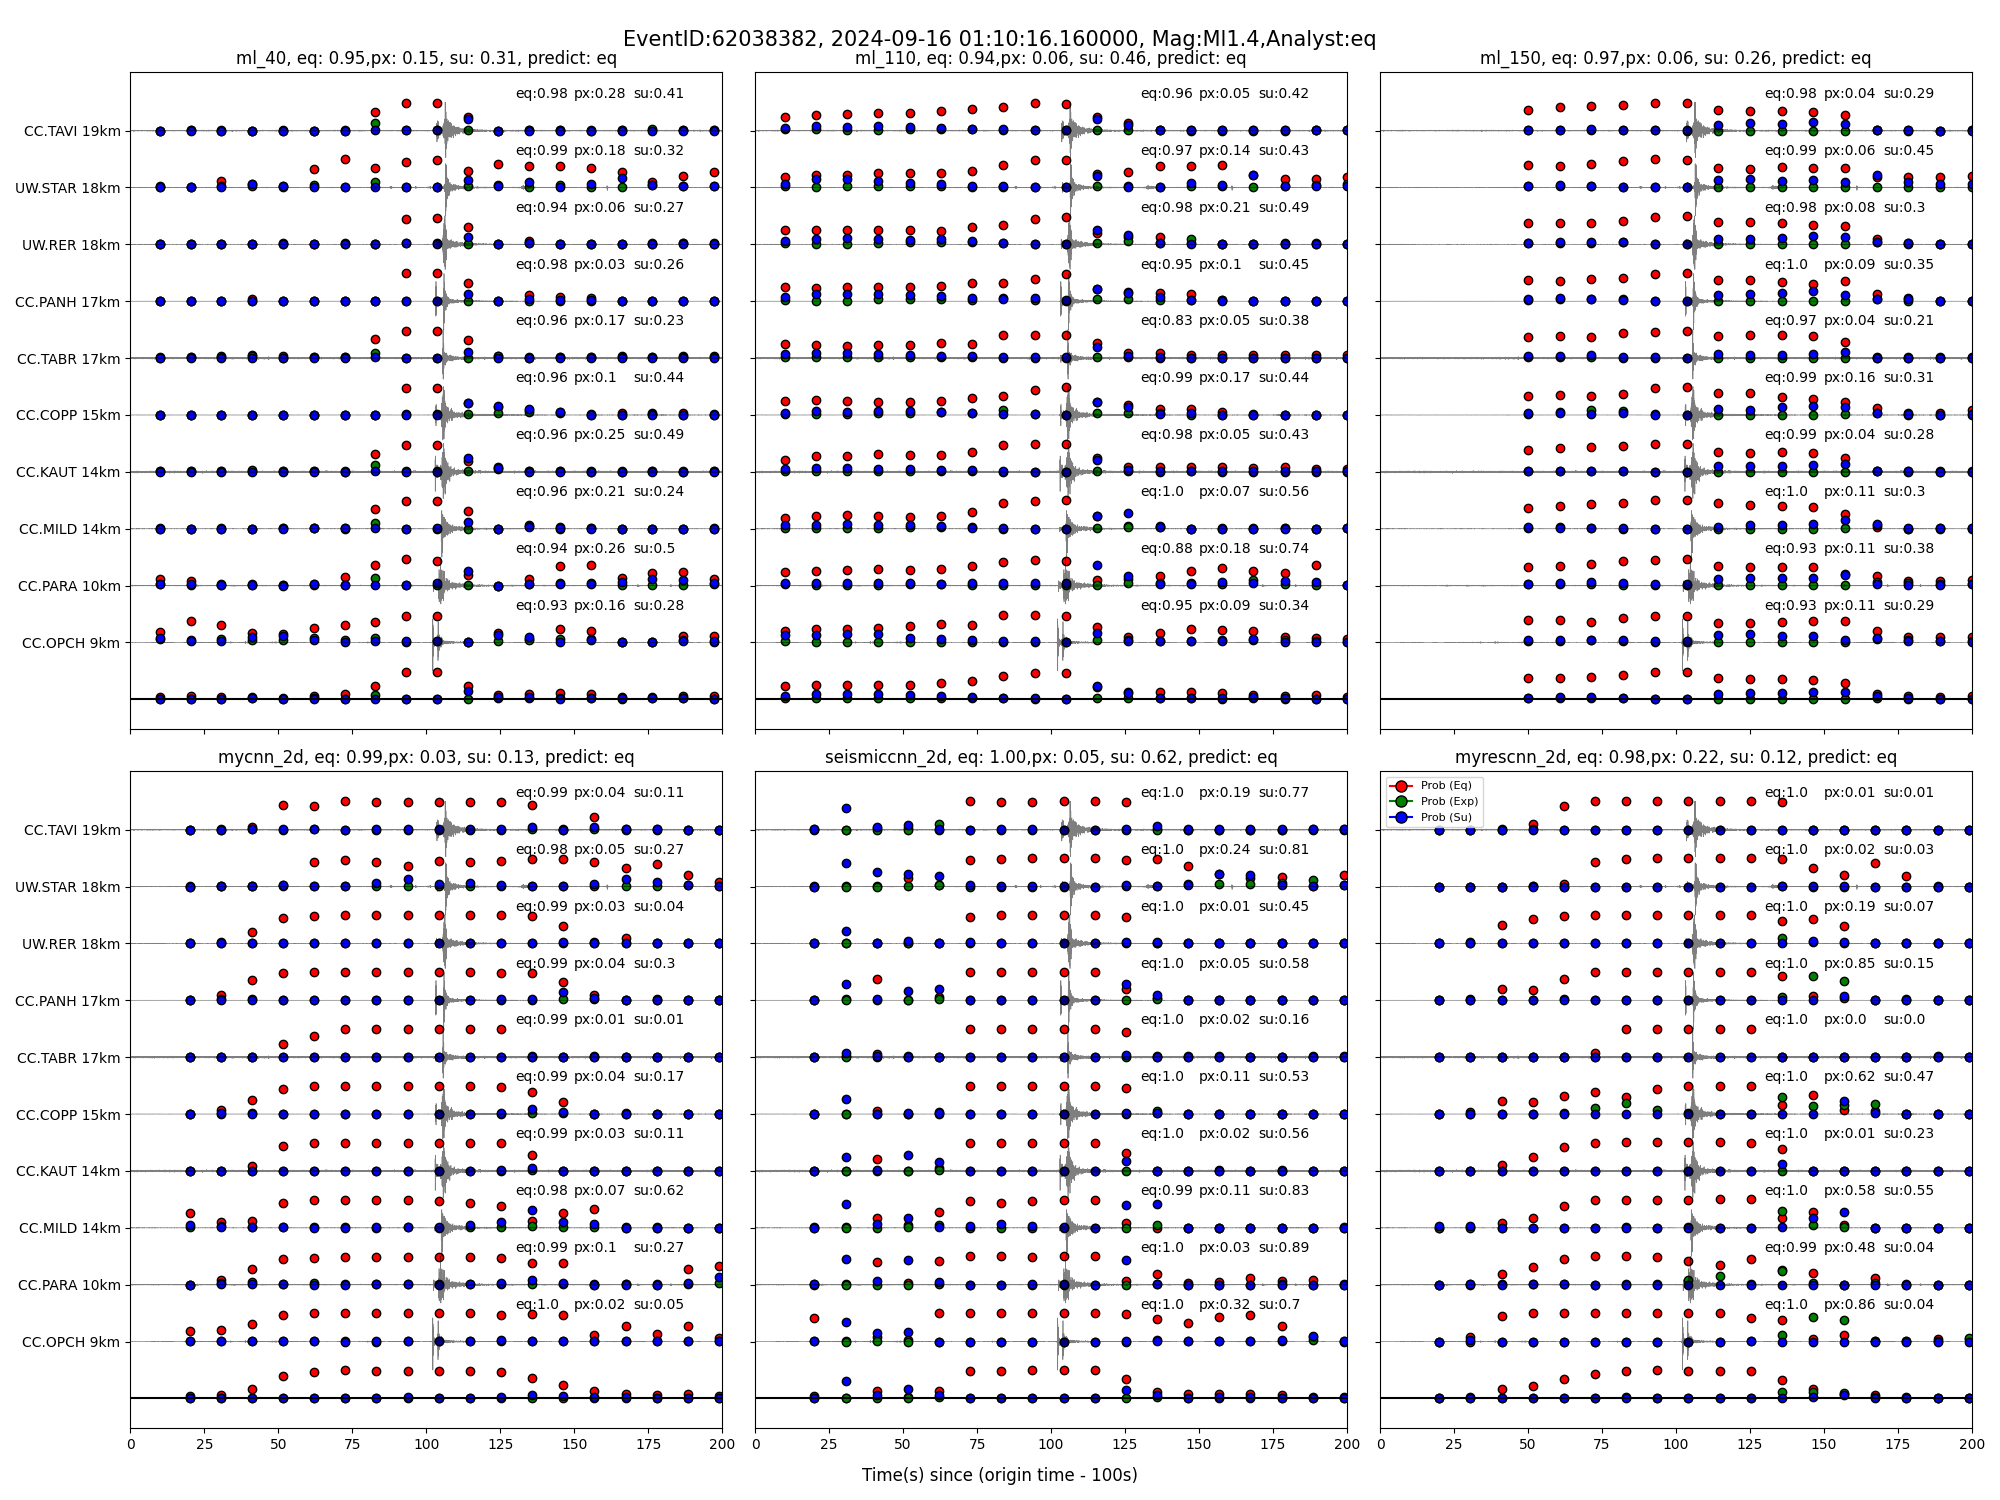 EventID:62038382, 2024-09-16 01:10:16.160000, Mag:Ml1.4,Analyst:eq
ml_40, eq: 0.95,px: 0.15, su: 0.31, predict: eq
CC.TAVI 19km
eq:0.98 px:0.28 su:0.41
UW.STAR 18km
eq:0.99 px:0.18 su:0.32
UW.RER 18km
eq:0.94 px:0.06 su:0.27
CC.PANH 17km
eq:0.98 px:0.03 su:0.26
CC.TABR 17km
eq:0.96 px:0.17 su:0.23
CC.COPP 15km
eq:0.96 px:0.1 su:0.44
CC.KAUT 14km
eq:0.96 px:0.25 su:0.49
CC.MILD 14km
eq:0.96 px:0.21 su:0.24
CC.PARA 10km
eq:0.94 px:0.26 su:0.5
CC.OPCH 9km
eq:0.93 px:0.16 su:0.28
ml_110, eq: 0.94,px: 0.06, su: 0.46, predict: eq
eq:0.96 px:0.05 su:0.42
eq:0.97 px:0.14 su:0.43
eq:0.98 px:0.21 su:0.49
eq:0.95 px:0.1 su:0.45
eq:0.83 px:0.05 su:0.38
eq:0.99 px:0.17 su:0.44
eq:0.98 px:0.05 su:0.43
eq:1.0 px:0.07 su:0.56
eq:0.88 px:0.18 su:0.74
eq:0.95 px:0.09 su:0.34
ml_150, eq: 0.97,px: 0.06, su: 0.26, predict: eq
eq:0.98 px:0.04 su:0.29
eq:0.99 px:0.06 su:0.45
eq:0.98 px:0.08 su:0.3
eq:1.0 px:0.09 su:0.35
eq:0.97 px:0.04 su:0.21
eq:0.99 px:0.16 su:0.31
eq:0.99 px:0.04 su:0.28
eq:1.0 px:0.11 su:0.3
eq:0.93 px:0.11 su:0.38
eq:0.93 px:0.11 su:0.29
mycnn_2d, eq: 0.99,px: 0.03, su: 0.13, predict: eq
CC.TAVI 19km
eq:0.99 px:0.04 su:0.11
UW.STAR 18km
eq:0.98 px:0.05 su:0.27
UW.RER 18km
eq:0.99 px:0.03 su:0.04
CC.PANH 17km
eq:0.99 px:0.04 su:0.3
CC.TABR 17km
eq:0.99 px:0.01 su:0.01
CC.COPP 15km
eq:0.99 px:0.04 su:0.17
CC.KAUT 14km
eq:0.99 px:0.03 su:0.11
CC.MILD 14km
eq:0.98 px:0.07 su:0.62
CC.PARA 10km
eq:0.99 px:0.1 su:0.27
CC.OPCH 9km
eq:1.0 px:0.02 su:0.05
0 25 50 75 100 125 150 175 200
seismiccnn_2d, eq: 1.00,px: 0.05, su: 0.62, predict: eq
eq:1.0 px:0.19 su:0.77
eq:1.0 px:0.24 su:0.81
eq:1.0 px:0.01 su:0.45
eq:1.0 px:0.05 su:0.58
eq:1.0 px:0.02 su:0.16
eq:1.0 px:0.11 su:0.53
eq:1.0 px:0.02 su:0.56
eq:0.99 px:0.11 su:0.83
eq:1.0 px:0.03 su:0.89
eq:1.0 px:0.32 su:0.7
0 25 50 75 100 125 150 175 200
myrescnn_2d, eq: 0.98,px: 0.22, su: 0.12, predict: eq
Prob (Eq)
Prob (Exp)
Prob (Su)
eq:1.0 px:0.01 su:0.01
eq:1.0 px:0.02 su:0.03
eq:1.0 px:0.19 su:0.07
eq:1.0 px:0.85 su:0.15
eq:1.0 px:0.0 su:0.0
eq:1.0 px:0.62 su:0.47
eq:1.0 px:0.01 su:0.23
eq:1.0 px:0.58 su:0.55
eq:0.99 px:0.48 su:0.04
eq:1.0 px:0.86 su:0.04
0 25 50 75 100 125 150 175 200
Time(s) since (origin time - 100s)